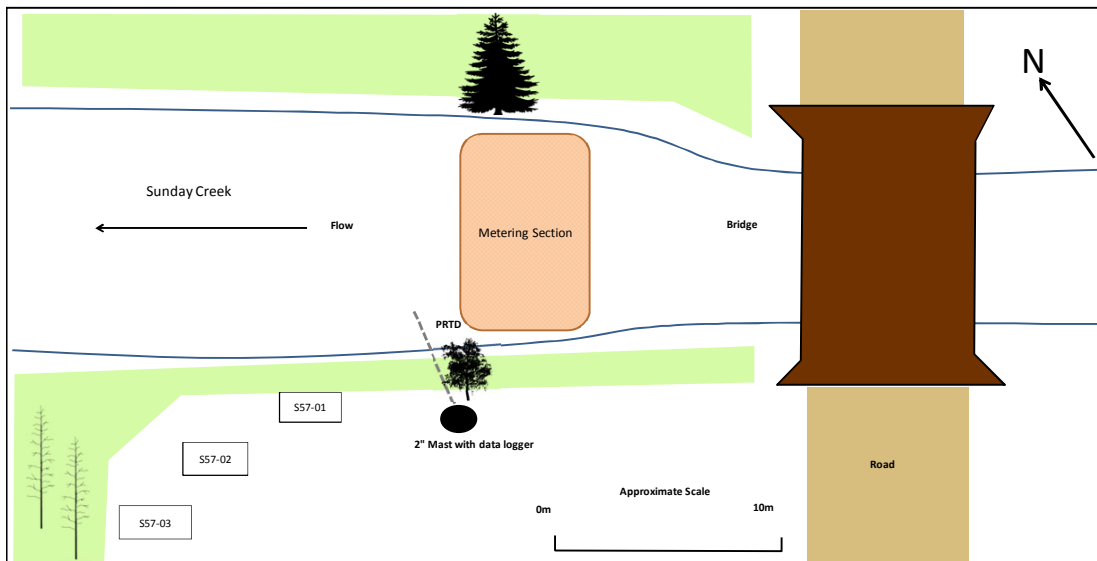 N
Sunday Creek
Flow
Metering Section
Bridge
PRTD
S57-01
2" Mast with data logger
S57-02
Road
Approximate Scale
0m
10m
S57-03